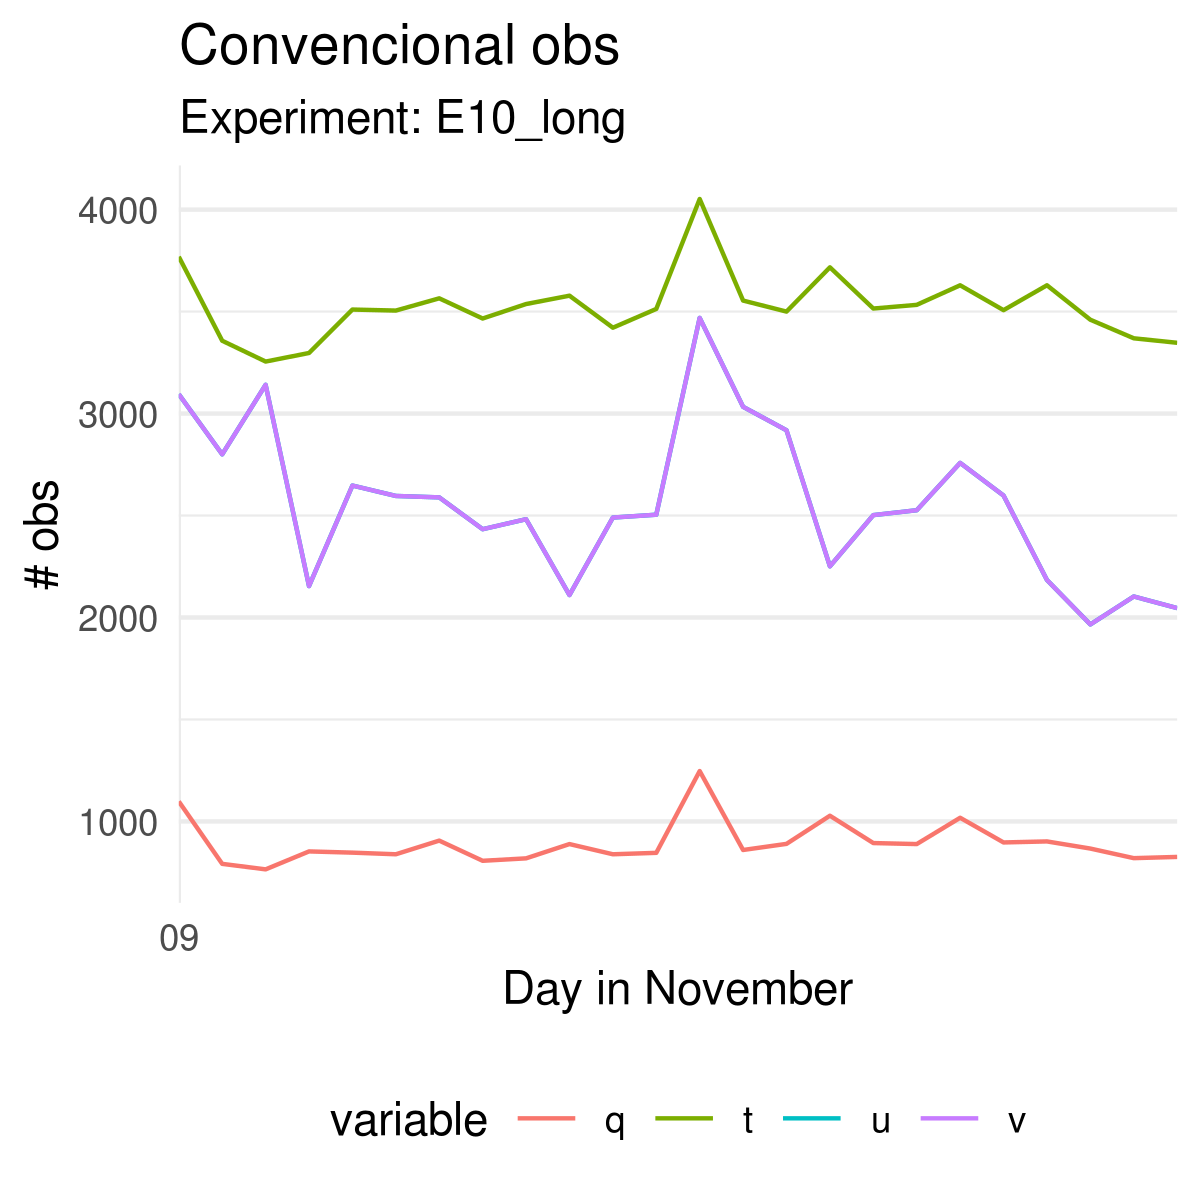 Convencional obs
Experiment: E10_long
# obs
4000
3000
2000
1000
09
Day in November
variable q t u v